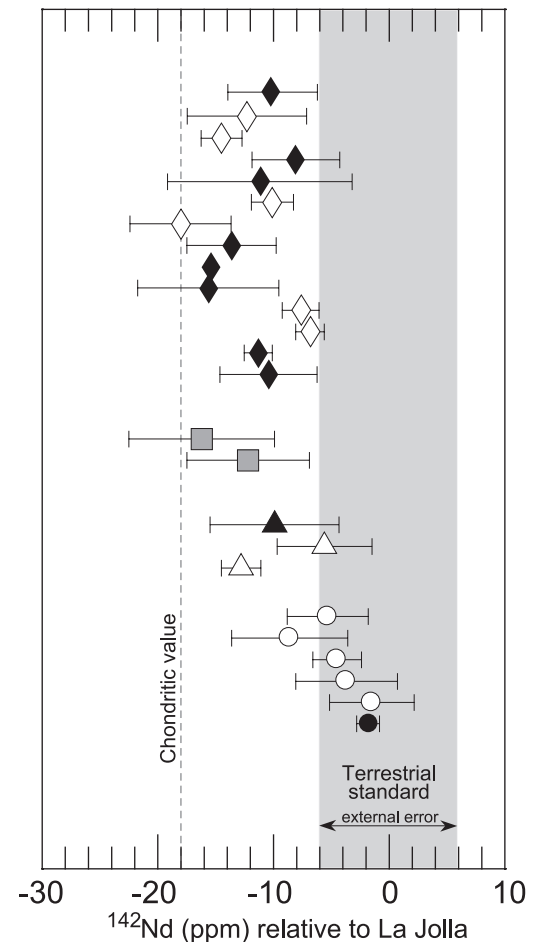 Chondritic value
Terrestrial
standard
external error
-30 -20 -10 0 10
¹⁴²Nd (ppm) relative to La Jolla